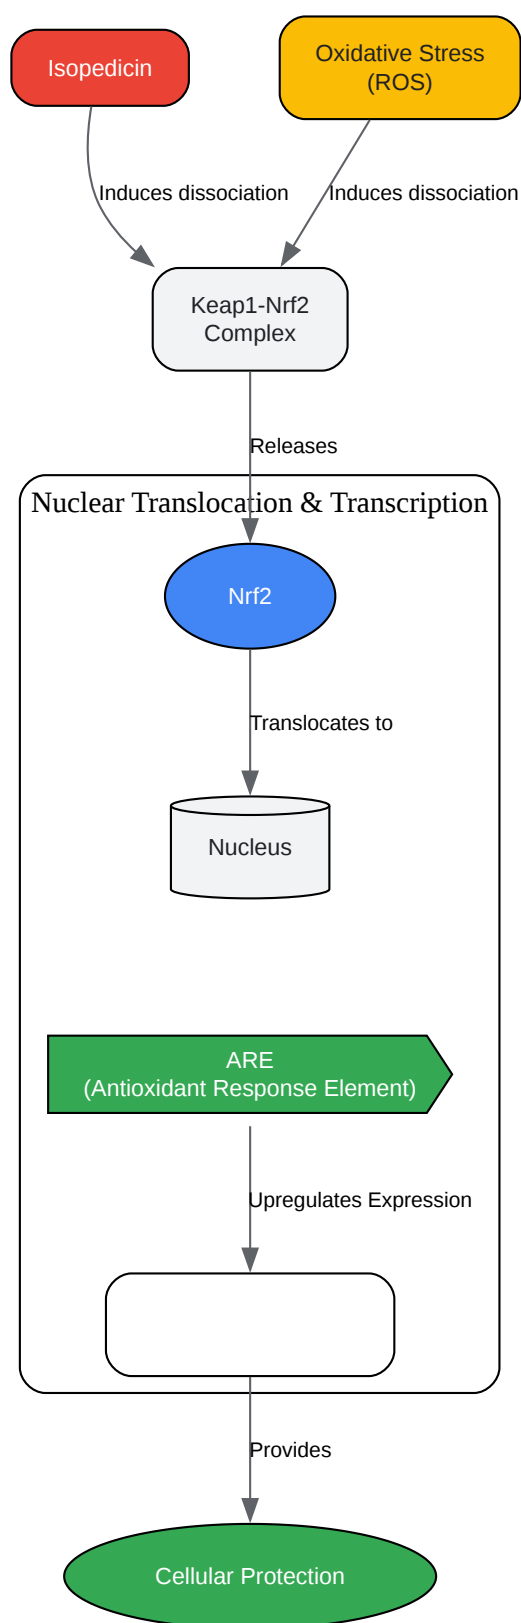 Isopedicin
Oxidative Stress
(ROS)
Induces dissociation
Induces dissociation
Keap1-Nrf2
Complex
Releases
Nuclear Translocation & Transcription
Nrf2
Translocates to
Nucleus
ARE
(Antioxidant Response Element)
Upregulates Expression
Provides
Cellular Protection